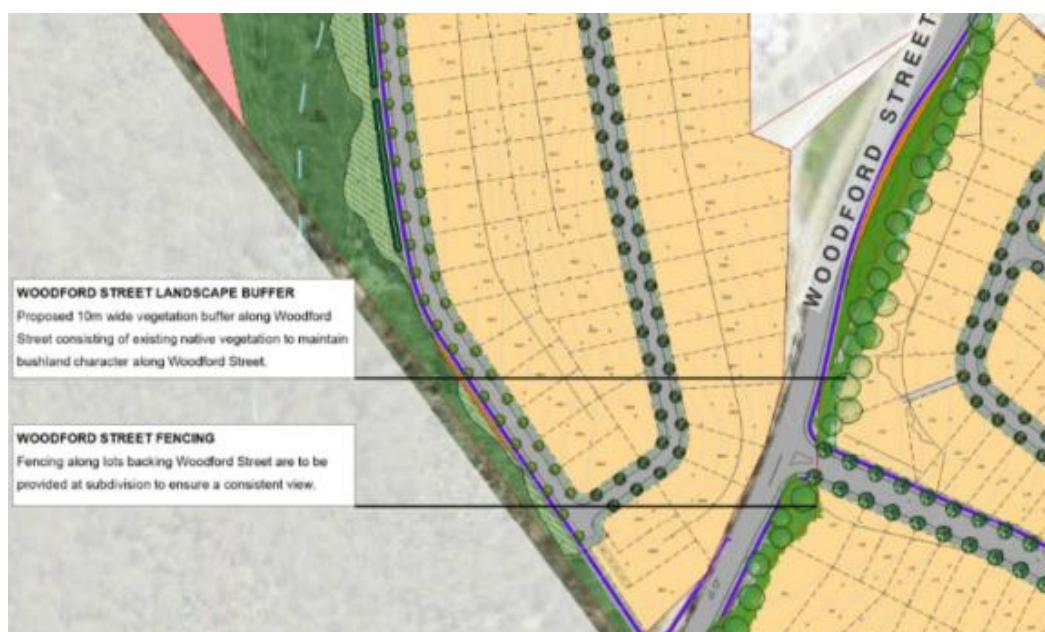 WOODFORD STREET
WOODFORD STREET LANDSCAPE BUFFER
Proposed 10m wide vegetation buffer along Woodford
Street consisting of existing native vegetation to maintain
bushland character along Woodford Street.
WOODFORD STREET FENCING
Fencing along lots backing Woodford Street are to be
provided at subdivision to ensure a consistent view.